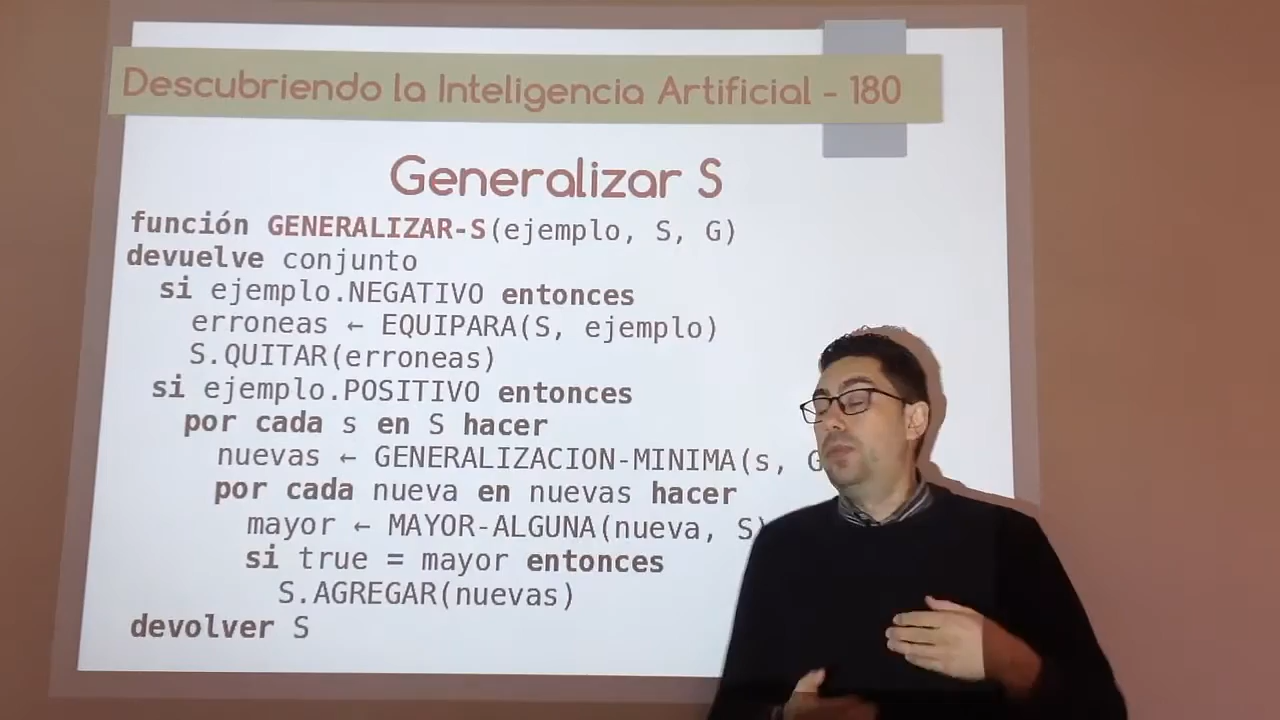 Descubriendo la Inteligencia Artificial - 180
Generalizar S
función GENERALIZAR-S(ejemplo, S, G)
devuelve conjunto
si ejemplo.NEGATIVO entonces
erroneas ← EQUIPARA(S, ejemplo)
S.QUITAR(erroneas)
si ejemplo.POSITIVO entonces
por cada s en S hacer
nuevas ← GENERALIZACION-MINIMA(s, G
por cada nueva en nuevas hacer
mayor ← MAYOR-ALGUNA(nueva, S)
si true = mayor entonces
S.AGREGAR(nuevas)
devolver S